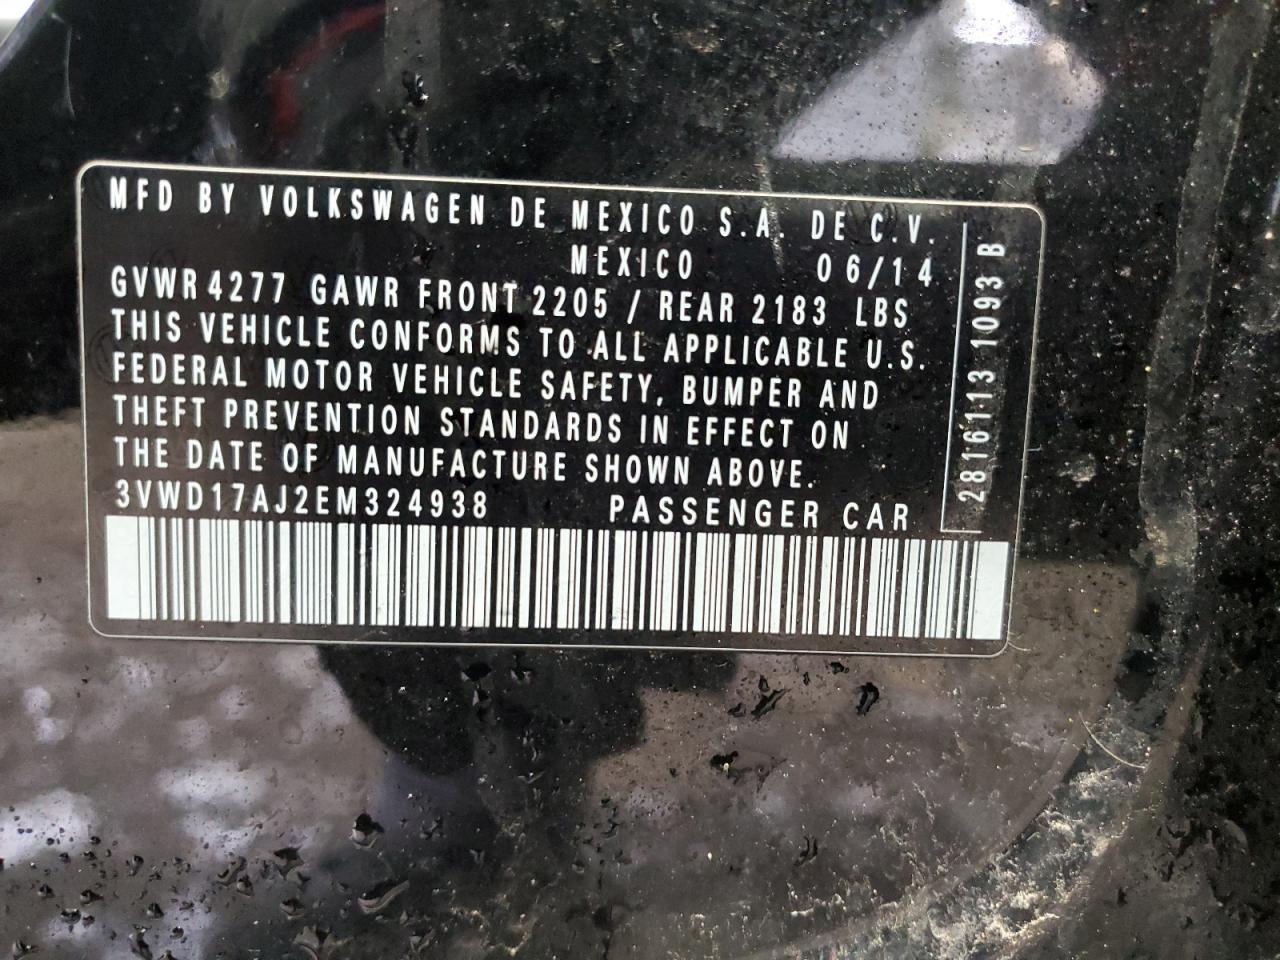 MFD BY VOLKSWAGEN DE MEXICO S.A. DE C.V.
MEXICO 06/14
GVWR 4277 GAWR FRONT 2205 / REAR 2183 LBS
THIS VEHICLE CONFORMS TO ALL APPLICABLE U.S.
FEDERAL MOTOR VEHICLE SAFETY, BUMPER AND
THEFT PREVENTION STANDARDS IN EFFECT ON
THE DATE OF MANUFACTURE SHOWN ABOVE.
3VWD17AJ2EM324938 PASSENGER CAR
2816113 1093 B